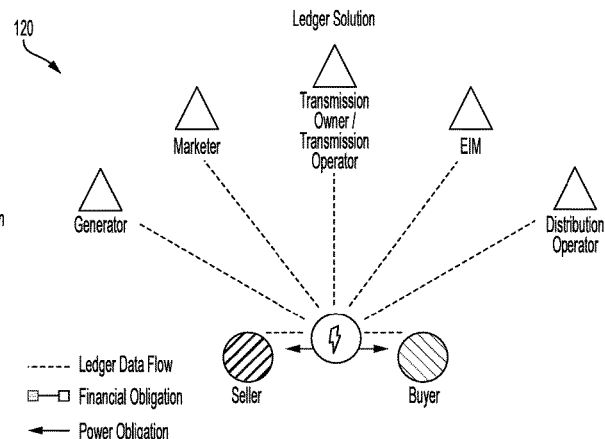 120
Ledger Solution
Transmission
Owner /
Transmission
Operator
Marketer
EIM
Generator
Distribution
Operator
Seller
Buyer
Ledger Data Flow
Financial Obligation
Power Obligation